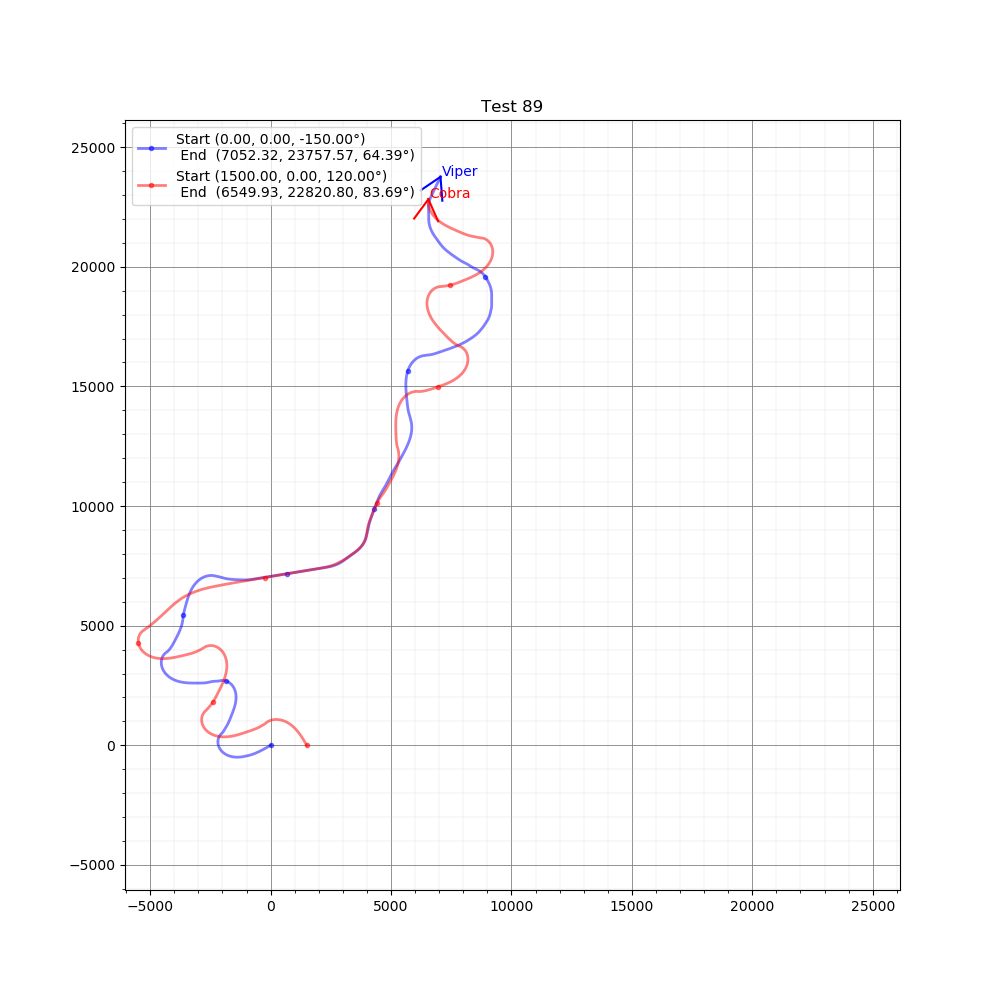 Test 89
Start (0.00, 0.00, -150.00°)
End (7052.32, 23757.57, 64.39°)
Start (1500.00, 0.00, 120.00°)
End (6549.93, 22820.80, 83.69°)
Viper
Cobra
25000
20000
15000
10000
5000
0
−5000
−5000 0 5000 10000 15000 20000 25000